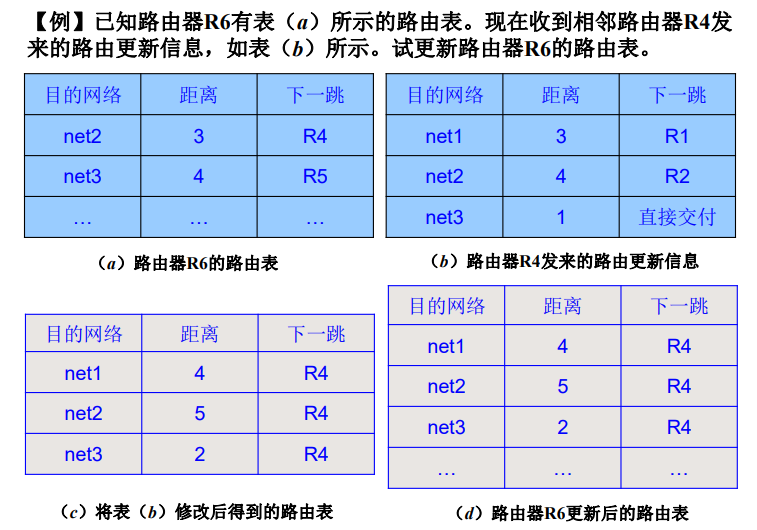 【例】已知路由器R6有表（a）所示的路由表。现在收到相邻路由器R4发
来的路由更新信息，如表（b）所示。试更新路由器R6的路由表。
目的网络 距离 下一跳
net2 3 R4
net3 4 R5
… … …
（a）路由器R6的路由表
目的网络 距离 下一跳
net1 3 R1
net2 4 R2
net3 1 直接交付
（b）路由器R4发来的路由更新信息
目的网络 距离 下一跳
net1 4 R4
net2 5 R4
net3 2 R4
（c）将表（b）修改后得到的路由表
目的网络 距离 下一跳
net1 4 R4
net2 5 R4
net3 2 R4
… … …
（d）路由器R6更新后的路由表